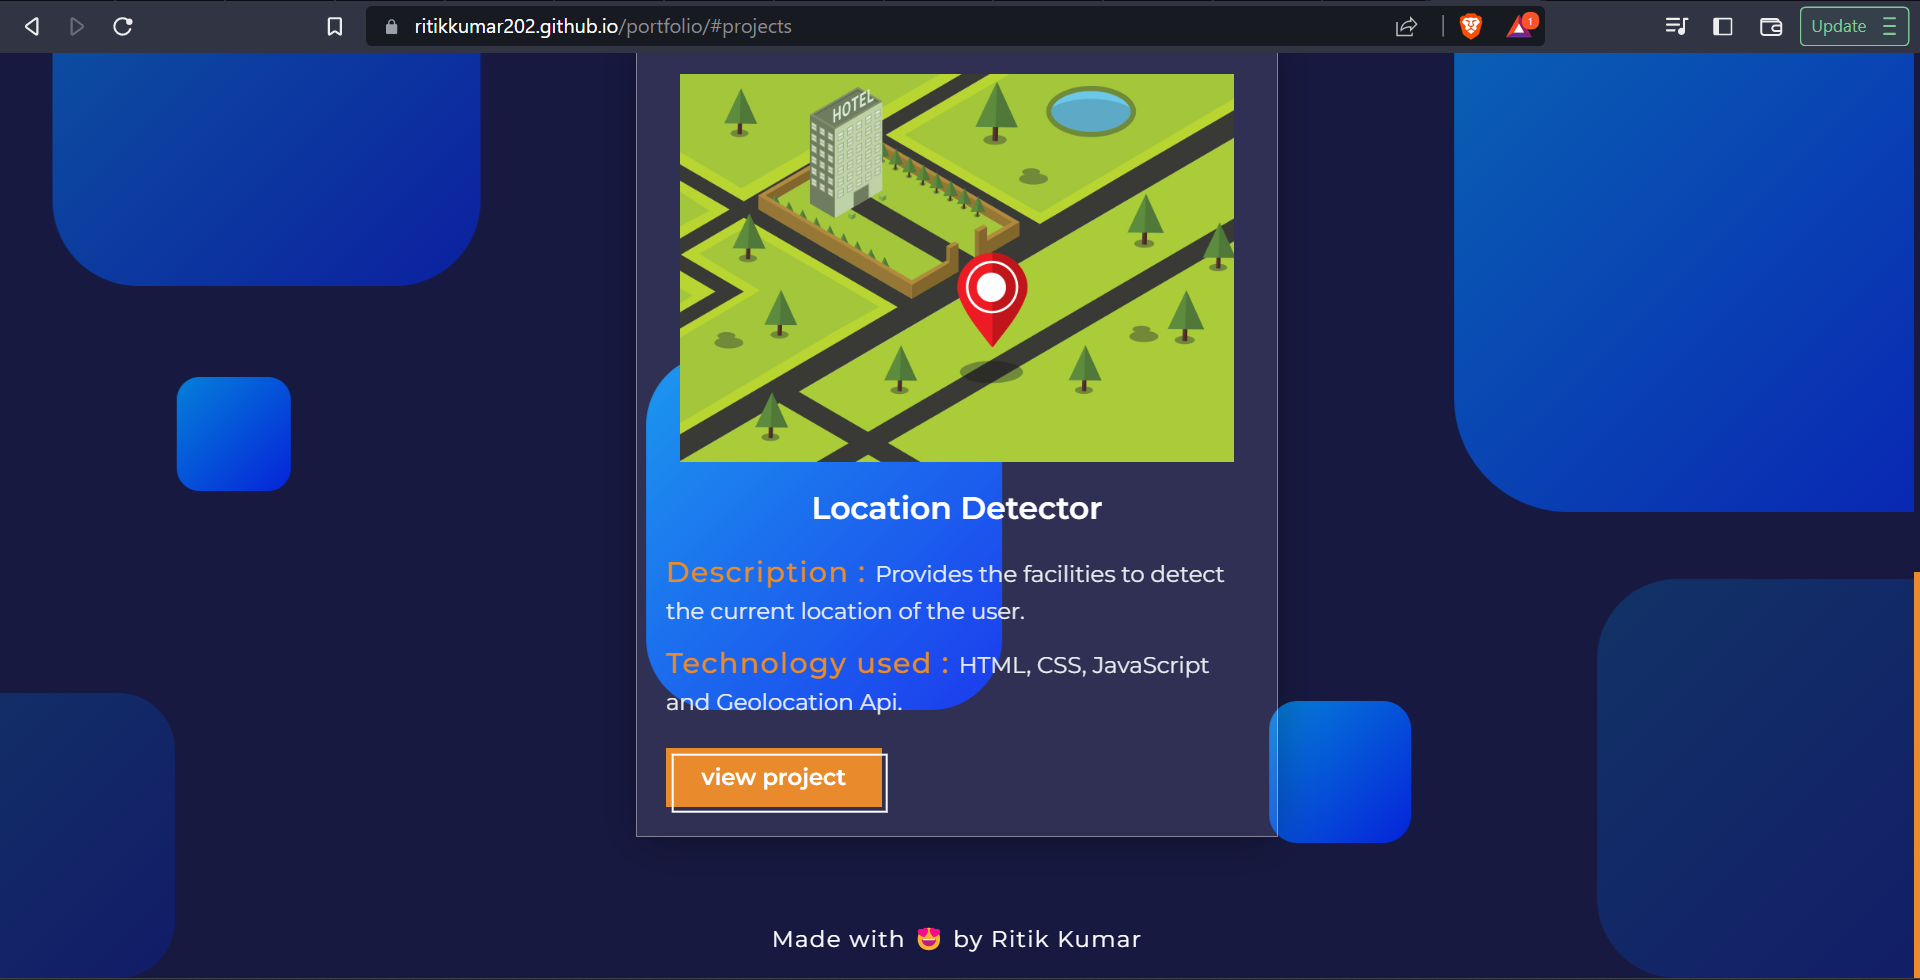 ritikkumar202.github.io/portfolio/#projects
1
Update
HOTEL
Location Detector
Description : Provides the facilities to detect
the current location of the user.
Technology used : HTML, CSS, JavaScript
and Geolocation Api.
view project
Made with 😍 by Ritik Kumar